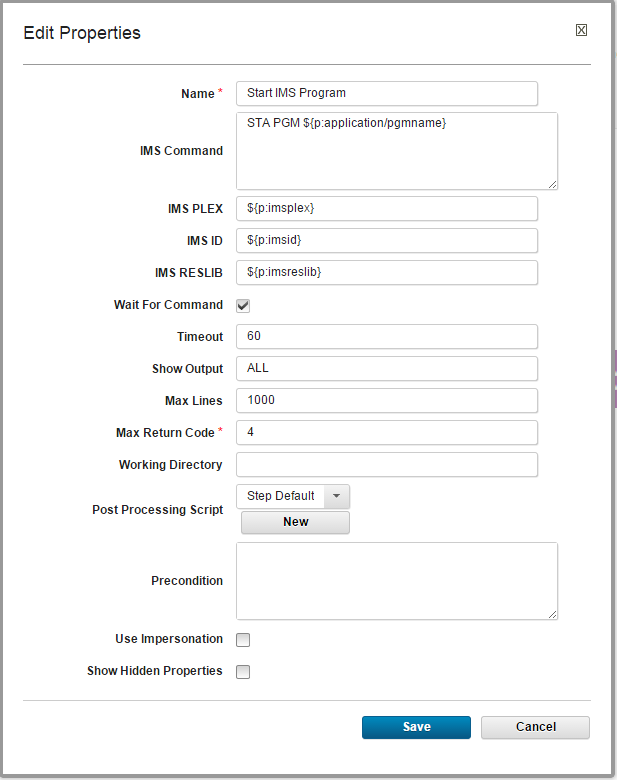 Edit Properties
X
Name * Start IMS Program
IMS Command STA PGM ${p:application/pgmname}
IMS PLEX ${p:imsplex}
IMS ID ${p:imsid}
IMS RESLIB ${p:imsreslib}
Wait For Command
Timeout 60
Show Output ALL
Max Lines 1000
Max Return Code * 4
Working Directory
Post Processing Script Step Default
New
Precondition
Use Impersonation
Show Hidden Properties
Save Cancel